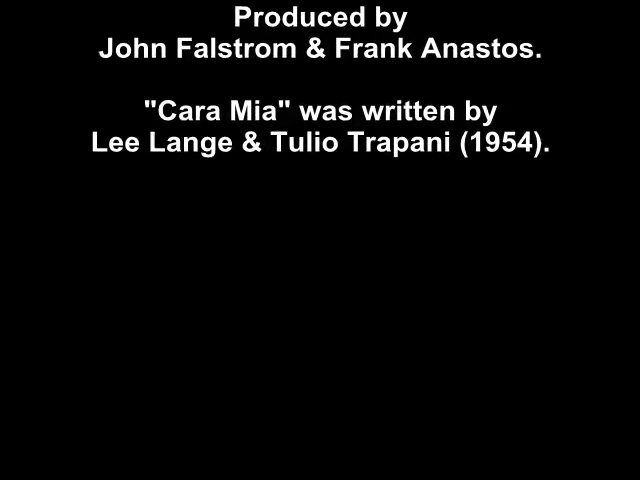 Produced by
John Falstrom & Frank Anastos.
"Cara Mia" was written by
Lee Lange & Tulio Trapani (1954).